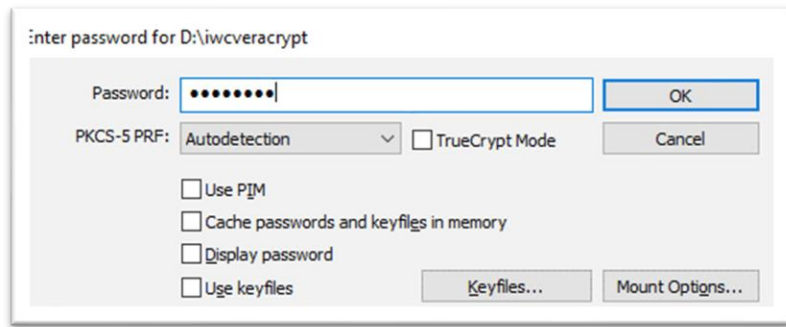 Enter password for D:\iwcveracrypt
Password: ●●●●●●●● OK
PKCS-5 PRF: Autodetection TrueCrypt Mode Cancel
Use PIM
Cache passwords and keyfiles in memory
Display password
Use keyfiles Keyfiles... Mount Options...